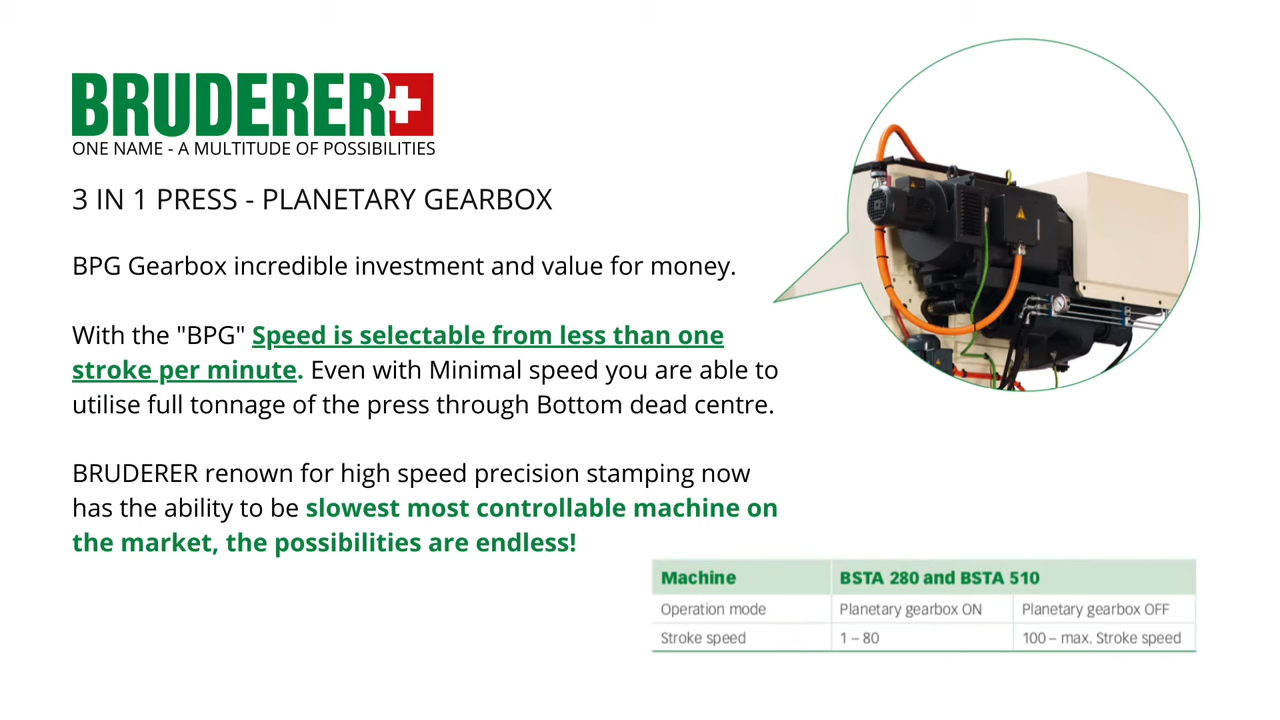 BRUDERER
ONE NAME - A MULTITUDE OF POSSIBILITIES
3 IN 1 PRESS - PLANETARY GEARBOX
BPG Gearbox incredible investment and value for money.
With the "BPG" Speed is selectable from less than one
stroke per minute. Even with Minimal speed you are able to
utilise full tonnage of the press through Bottom dead centre.
BRUDERER renown for high speed precision stamping now
has the ability to be slowest most controllable machine on
the market, the possibilities are endless!
Machine BSTA 280 and BSTA 510
Operation mode Planetary gearbox ON Planetary gearbox OFF
Stroke speed 1 – 80 100 – max. Stroke speed